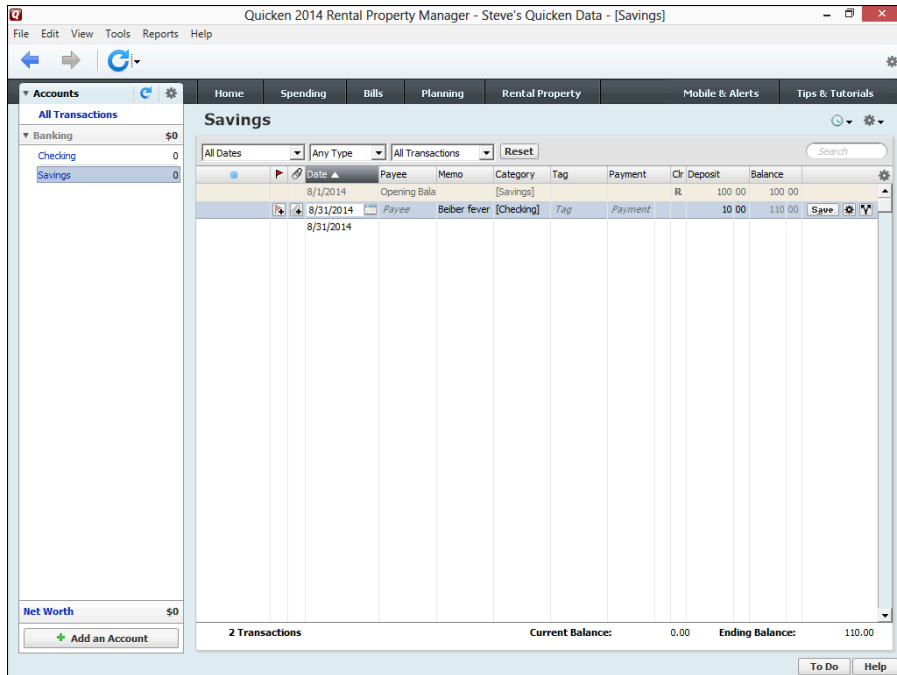 Quicken 2014 Rental Property Manager - Steve's Quicken Data - [Savings]
File Edit View Tools Reports Help
Accounts
Home Spending Bills Planning Rental Property Mobile & Alerts Tips & Tutorials
All Transactions
Banking $0
Checking 0
Savings 0
Savings
All Dates Any Type All Transactions Reset Search
Date Payee Memo Category Tag Payment Clr Deposit Balance
8/1/2014 Opening Bala [Savings] R 100 00 100 00
8/31/2014 Payee Beiber fever [Checking] Tag Payment 10 00 110 00 Save
8/31/2014
Net Worth $0
Add an Account
2 Transactions Current Balance: 0.00 Ending Balance: 110.00
To Do Help